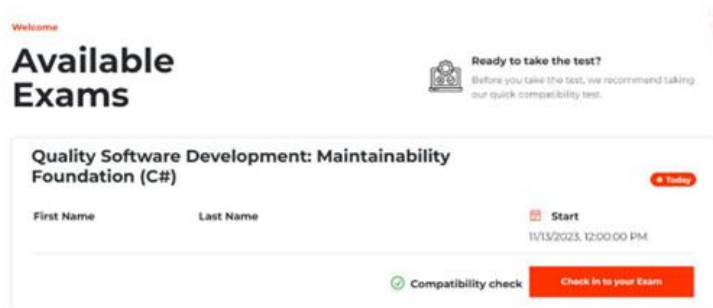 Welcome
Available
Exams
Ready to take the test?
Before you take the test, we recommend taking
our quick compatibility test.
Quality Software Development: Maintainability
Foundation (C#)
Today
First Name
Last Name
Start
11/13/2023, 12:00:00 PM
Compatibility check
Check in to your Exam